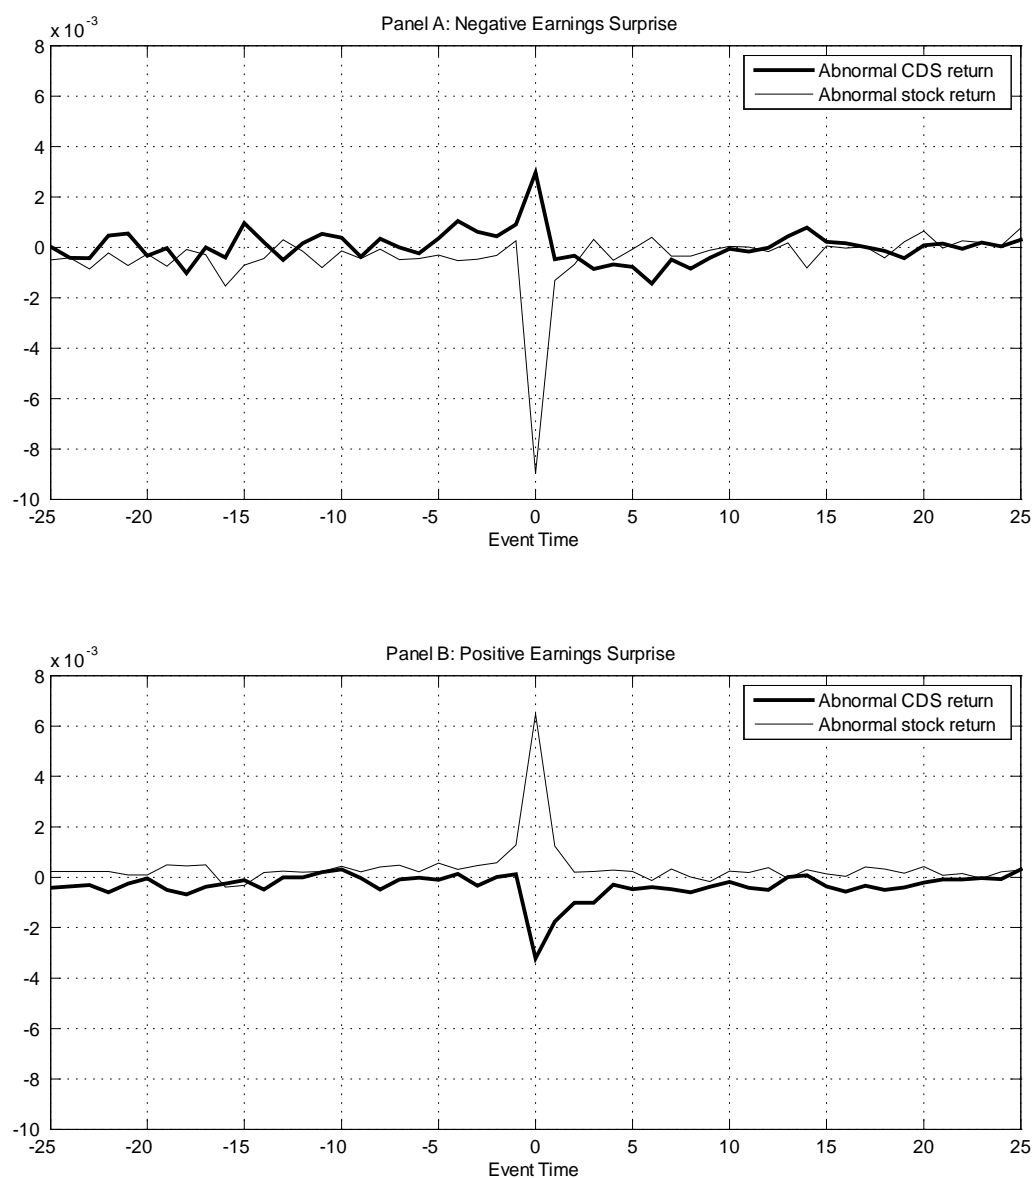 Panel A: Negative Earnings Surprise
x 10-3
8
6
4
2
0
-2
-4
-6
-8
-10
Abnormal CDS return
Abnormal stock return
-25 -20 -15 -10 -5 0 5 10 15 20 25
Event Time
Panel B: Positive Earnings Surprise
x 10-3
8
6
4
2
0
-2
-4
-6
-8
-10
Abnormal CDS return
Abnormal stock return
-25 -20 -15 -10 -5 0 5 10 15 20 25
Event Time